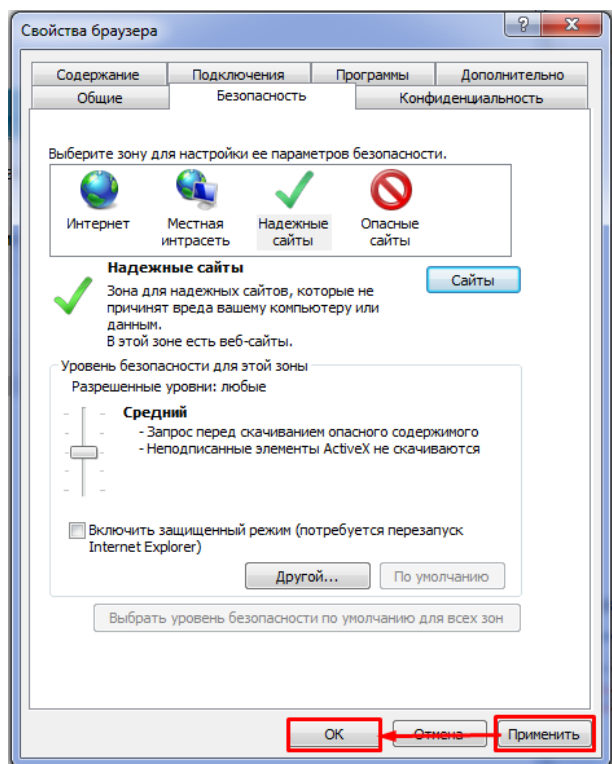 Свойства браузера
Содержание Подключения Программы Дополнительно
Общие Безопасность Конфиденциальность
Выберите зону для настройки ее параметров безопасности.
Интернет Местная Надежные Опасные
интрасеть сайты сайты
Надежные сайты
Сайты
Зона для надежных сайтов, которые не
причинят вреда вашему компьютеру или
данным.
В этой зоне есть веб-сайты.
Уровень безопасности для этой зоны
Разрешенные уровни: любые
Средний
- Запрос перед скачиванием опасного содержимого
- Неподписанные элементы ActiveX не скачиваются
Включить защищенный режим (потребуется перезапуск
Internet Explorer)
Другой... По умолчанию
Выбрать уровень безопасности по умолчанию для всех зон
ОК Отмена Применить